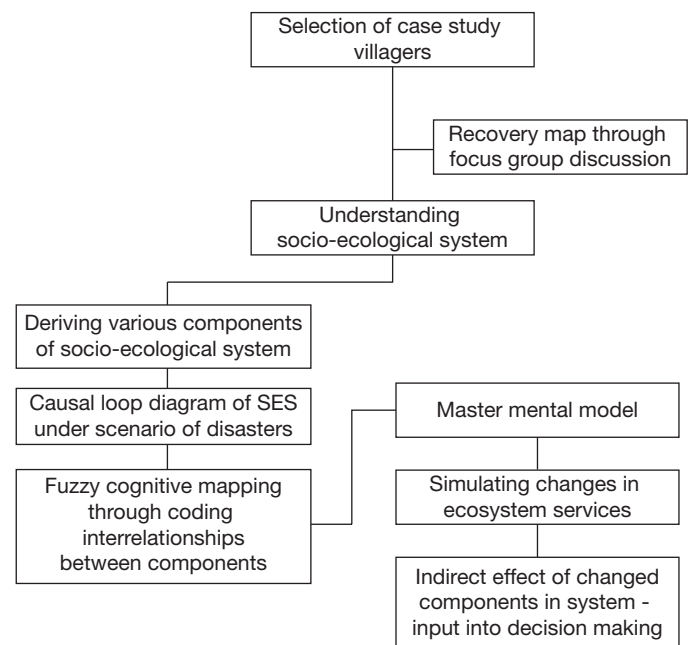 Selection of case study
villagers
Recovery map through
focus group discussion
Understanding
socio-ecological system
Deriving various components
of socio-ecological system
Causal loop diagram of SES
under scenario of disasters
Fuzzy cognitive mapping
through coding
interrelationships
between components
Master mental model
Simulating changes in
ecosystem services
Indirect effect of changed
components in system -
input into decision making